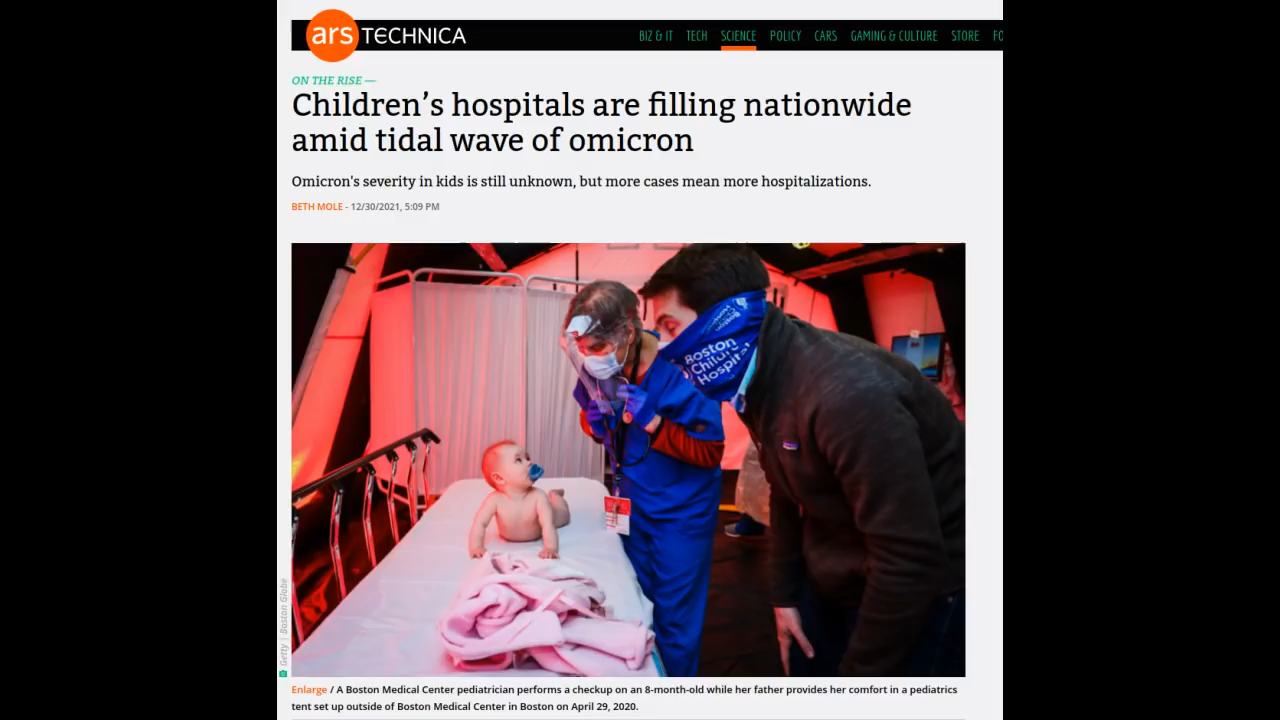 ars TECHNICA
BIZ & IT TECH SCIENCE POLICY CARS GAMING & CULTURE STORE FO
ON THE RISE —
Children’s hospitals are filling nationwide
amid tidal wave of omicron
Omicron's severity in kids is still unknown, but more cases mean more hospitalizations.
BETH MOLE - 12/30/2021, 5:09 PM
Boston
Children's
Hospital
Getty | Boston Globe
Enlarge / A Boston Medical Center pediatrician performs a checkup on an 8-month-old while her father provides her comfort in a pediatrics
tent set up outside of Boston Medical Center in Boston on April 29, 2020.